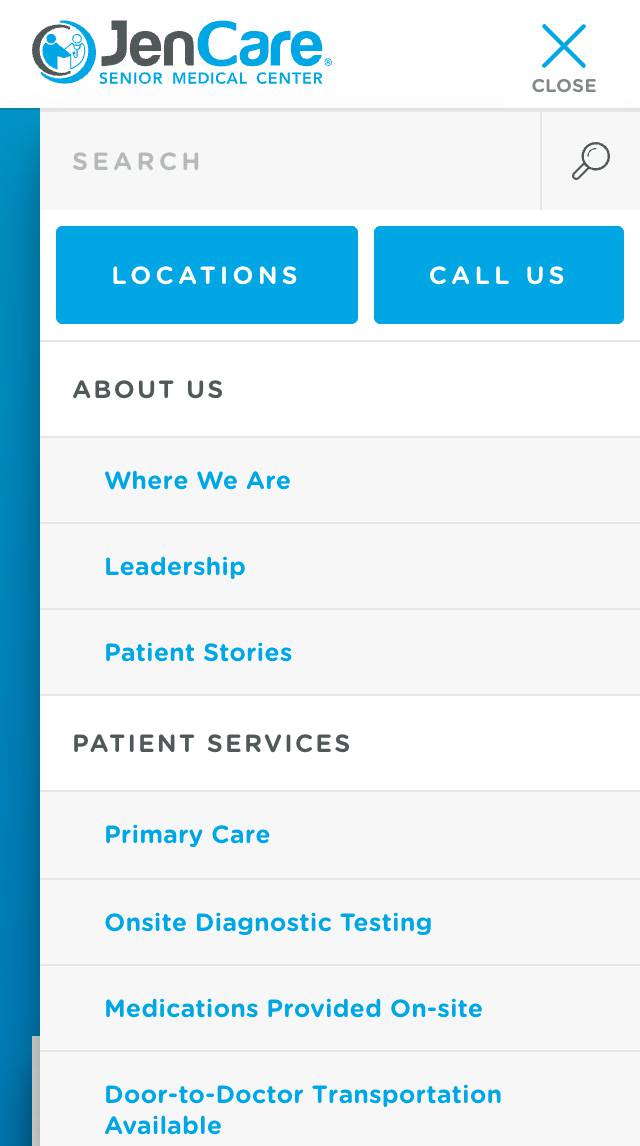 JenCare®
SENIOR MEDICAL CENTER
CLOSE
SEARCH
LOCATIONS
CALL US
ABOUT US
Where We Are
Leadership
Patient Stories
PATIENT SERVICES
Primary Care
Onsite Diagnostic Testing
Medications Provided On-site
Door-to-Doctor Transportation
Available